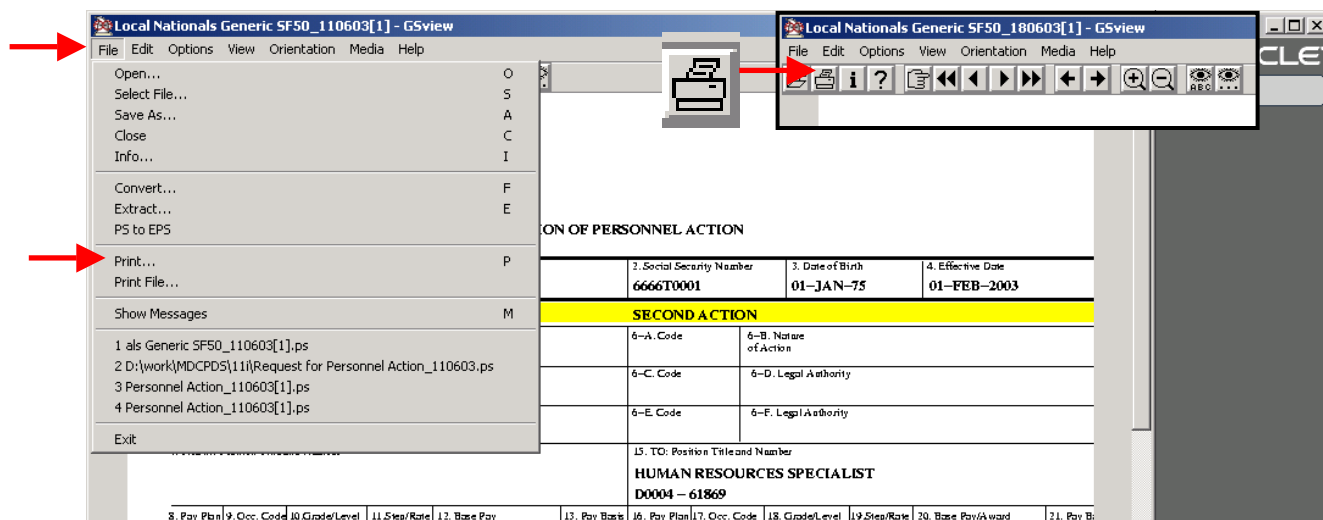 Local Nationals Generic SF50_110603[1] - GSview
File Edit Options View Orientation Media Help
Open... O
Select File... S
Save As... A
Close C
Info... I
Convert... F
Extract... E
PS to EPS
Print... P
Print File...
Show Messages M
1 als Generic SF50_110603[1].ps
2 D:\work\MDCPDS\11i\Request for Personnel Action_110603.ps
3 Personnel Action_110603[1].ps
4 Personnel Action_110603[1].ps
Exit
Local Nationals Generic SF50_180603[1] - GSview
File Edit Options View Orientation Media Help
i ?
ABC
CLE
ON OF PERSONNEL ACTION
2. Social Security Number 3. Date of Birth 4. Effective Date
6666T0001 01-JAN-75 01-FEB-2003
SECOND ACTION
6-A. Code 6-B. Nature
of Action
6-C. Code 6-D. Legal Authority
6-E. Code 6-F. Legal Authority
15. TO: Position Title and Number
HUMAN RESOURCES SPECIALIST
D0004 - 61869
8. Pay Plan 9. Occ. Code 10. Grade/Level 11. Step/Rate 12. Base Pay 13. Pay Basis 16. Pay Plan 17. Occ. Code 18. Grade/Level 19. Step/Rate 20. Base Pay/Award 21. Pay B